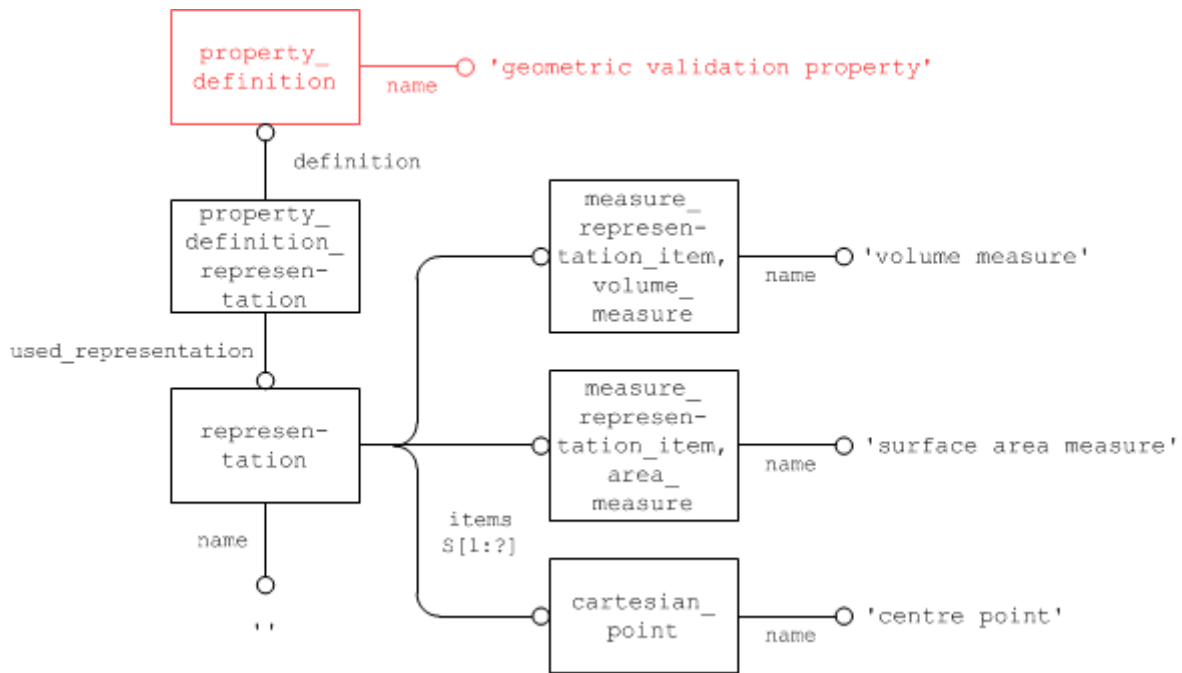 property_
definition
name
'geometric validation property'
definition
property_
definition_
represen-
tation
used_representation
represen-
tation
name
''
items
S[1:?]
measure_
represen-
tation_item,
volume_
measure
name
'volume measure'
measure_
represen-
tation_item,
area_
measure
name
'surface area measure'
cartesian_
point
name
'centre point'